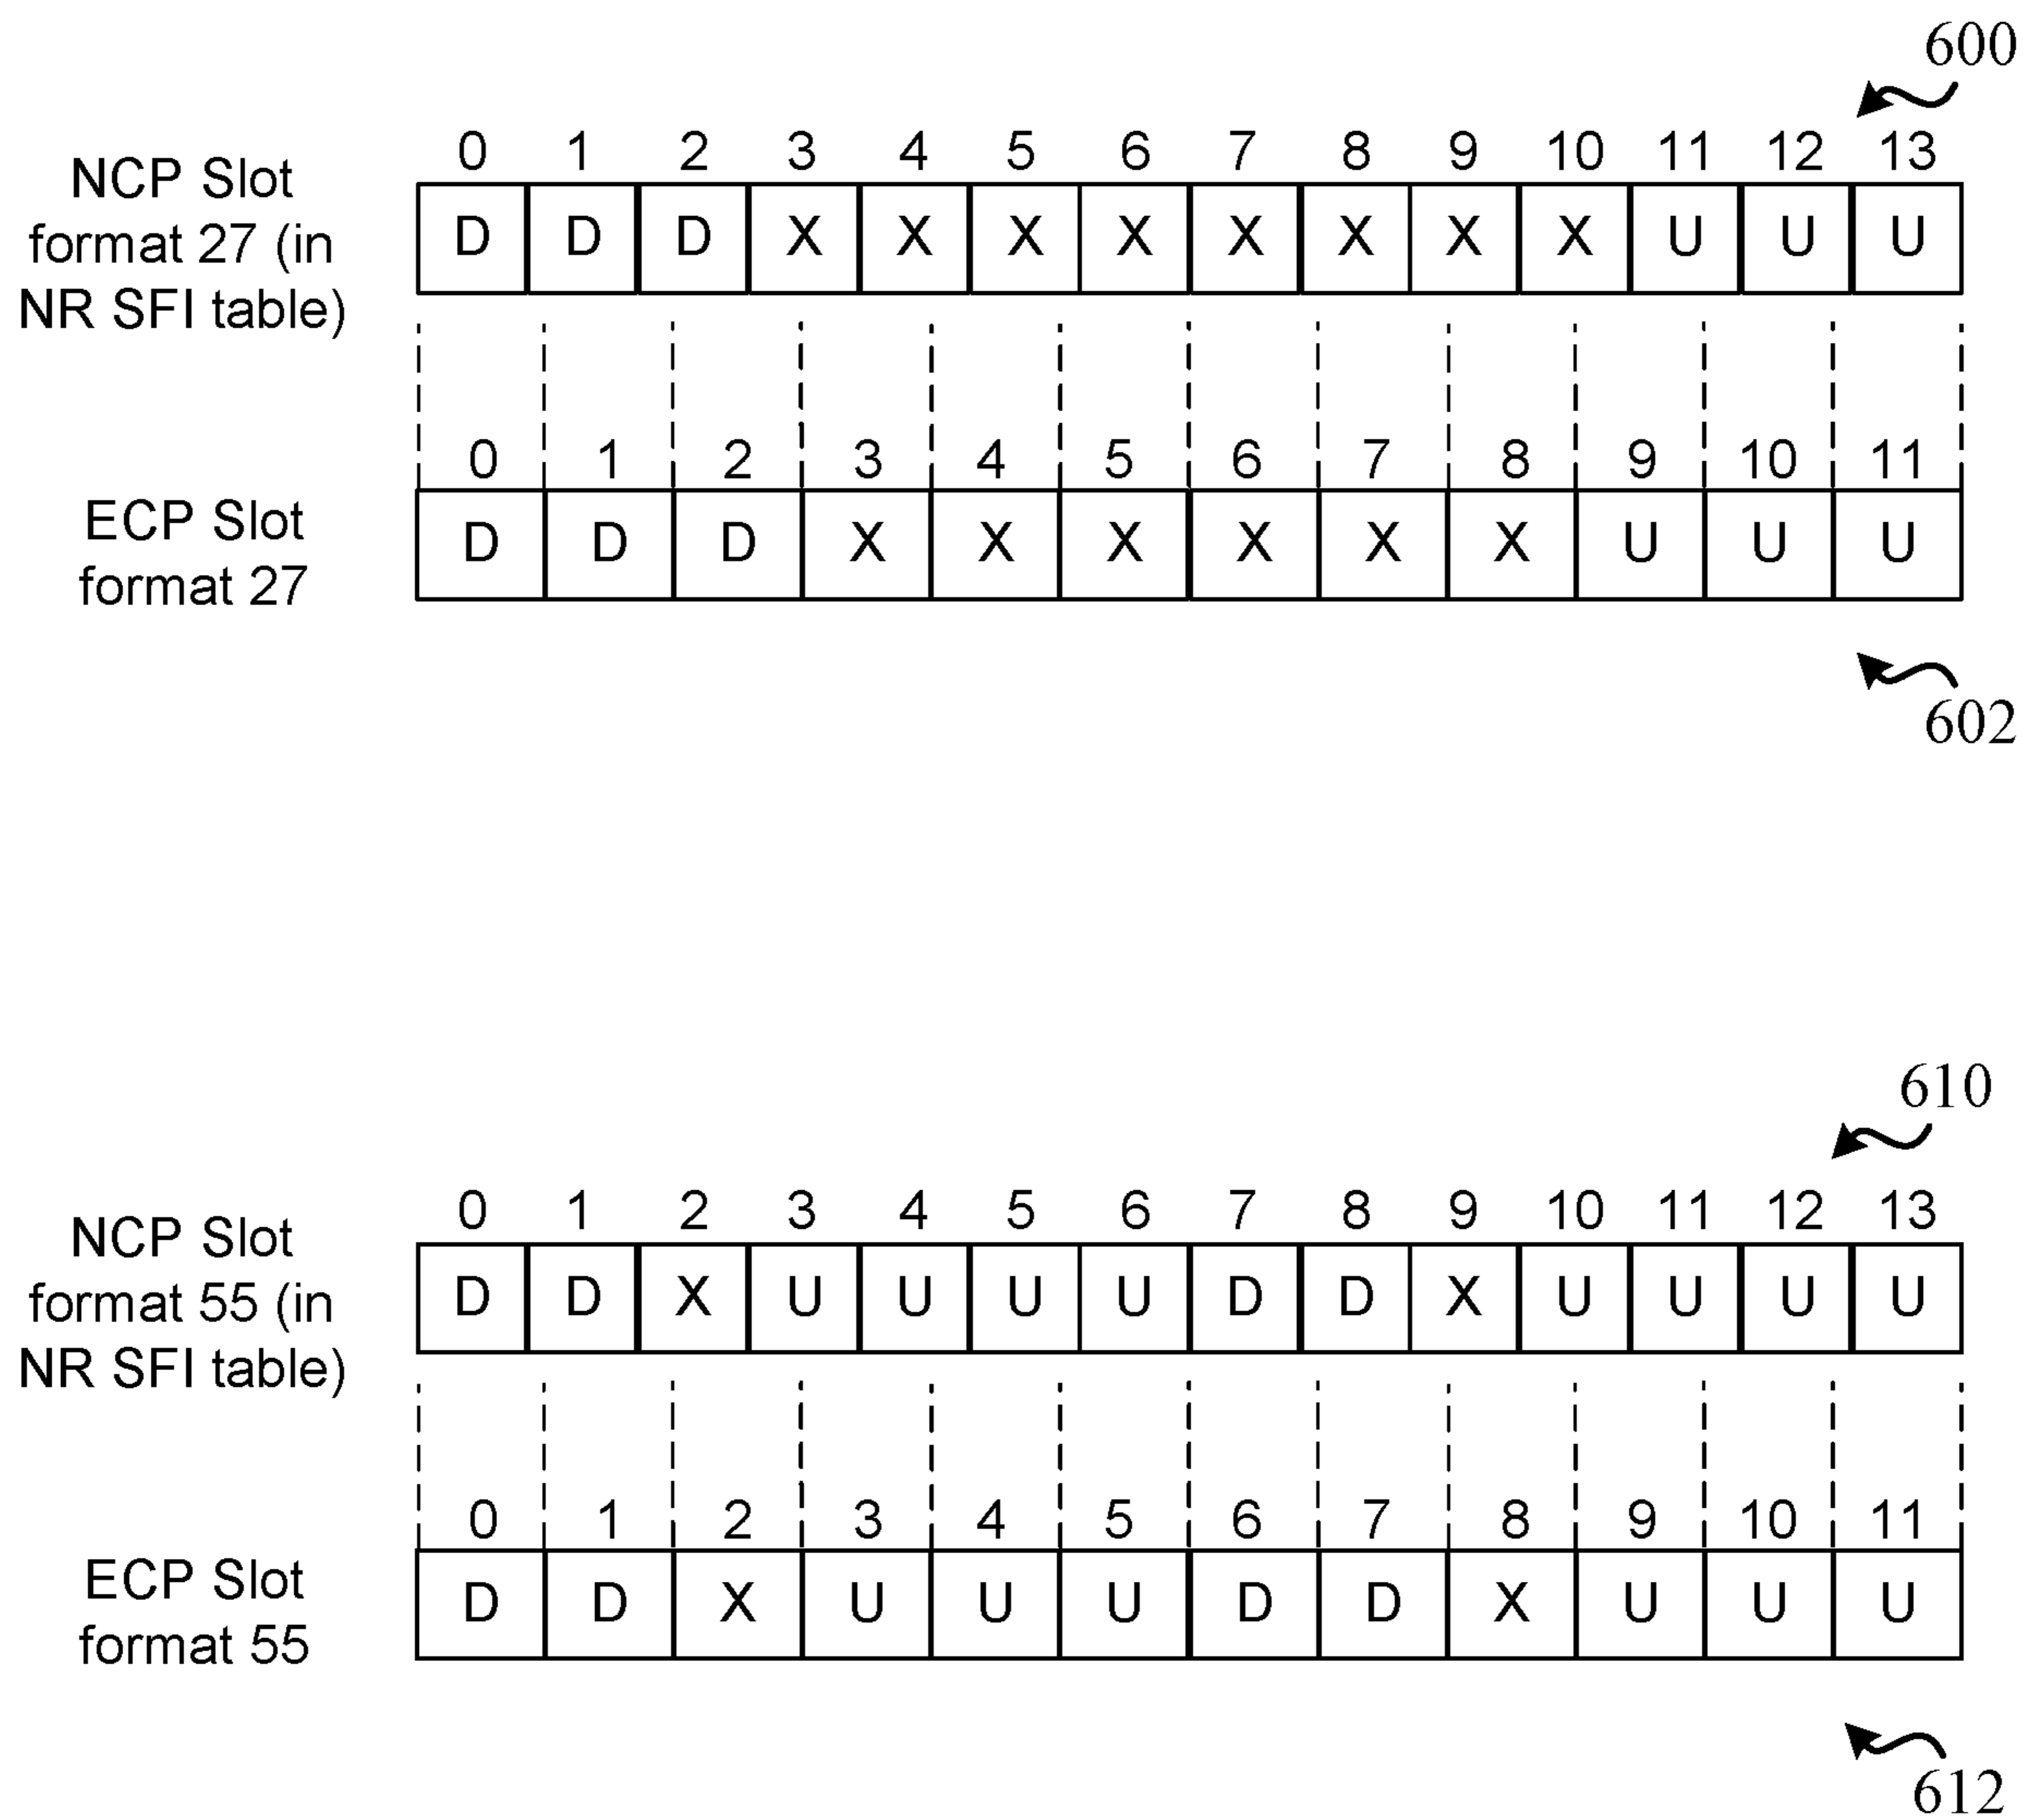 600
0 1 2 3 4 5 6 7 8 9 10 11 12 13
NCP Slot
format 27 (in
NR SFI table)
D D D X X X X X X X X U U U
0 1 2 3 4 5 6 7 8 9 10 11
ECP Slot
format 27
D D D X X X X X X U U U
602
610
0 1 2 3 4 5 6 7 8 9 10 11 12 13
NCP Slot
format 55 (in
NR SFI table)
D D X U U U U D D X U U U U
0 1 2 3 4 5 6 7 8 9 10 11
ECP Slot
format 55
D D X U U U D D X U U U
612